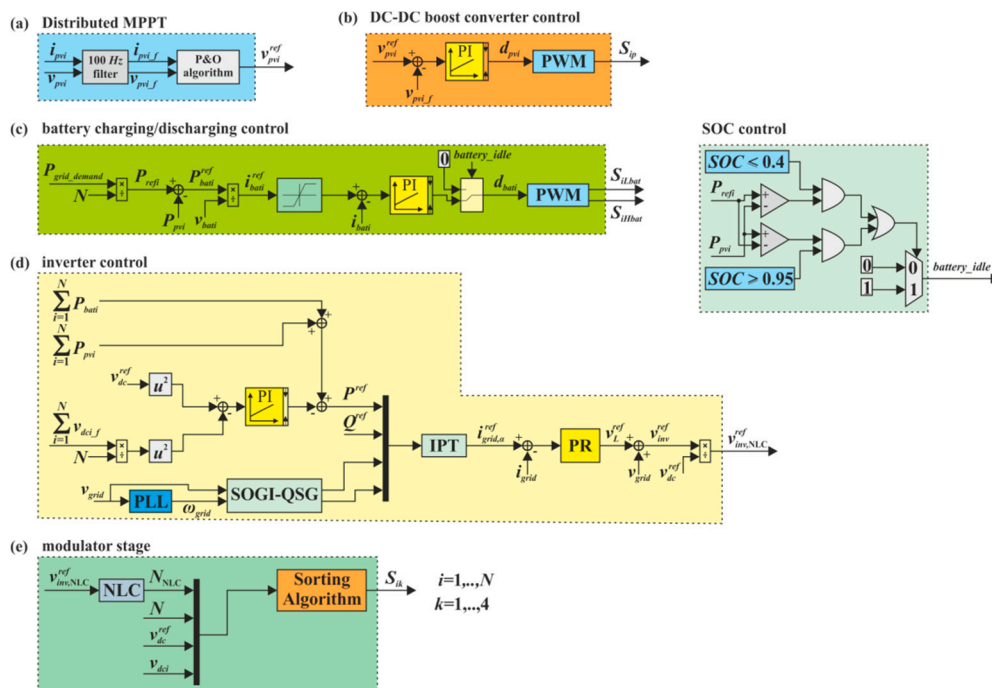 (a) Distributed MPPT
i_pvi
v_pvi
100 Hz
filter
i_pvi_f
v_pvi_f
P&O
algorithm
v_pvi^ref
(b) DC-DC boost converter control
v_pvi^ref
+
-
v_pvi_f
PI
d_pvi
PWM
S_ip
(c) battery charging/discharging control
P_grid_demand
N
×
÷
P_refi
+
-
P_pvi
P_bati^ref
v_bati
×
÷
i_bati^ref
+
-
i_bati
PI
0
battery_idle
d_bati
PWM
S_iLbat
S_iHbat
SOC control
SOC ≤ 0.4
P_refi
P_pvi
+
-
+
-
SOC ≥ 0.95
0
1
0
1
battery_idle
(d) inverter control
∑_{i=1}^{N} P_bati
∑_{i=1}^{N} P_pvi
+
+
v_dc^ref
u²
∑_{i=1}^{N} v_dci_f
N
×
÷
u²
+
-
PI
+
-
P^ref
Q^ref
v_grid
PLL
ω_grid
SOGI-QSG
IPT
i_grid,α^ref
+
-
i_grid
PR
v_L^ref
+
+
v_grid
v_inv^ref
v_dc^ref
×
÷
v_inv,NLC^ref
(e) modulator stage
v_inv,NLC^ref
NLC
N_NLC
N
v_dc^ref
v_dci
Sorting
Algorithm
S_ik
i=1,..,N
k=1,..,4